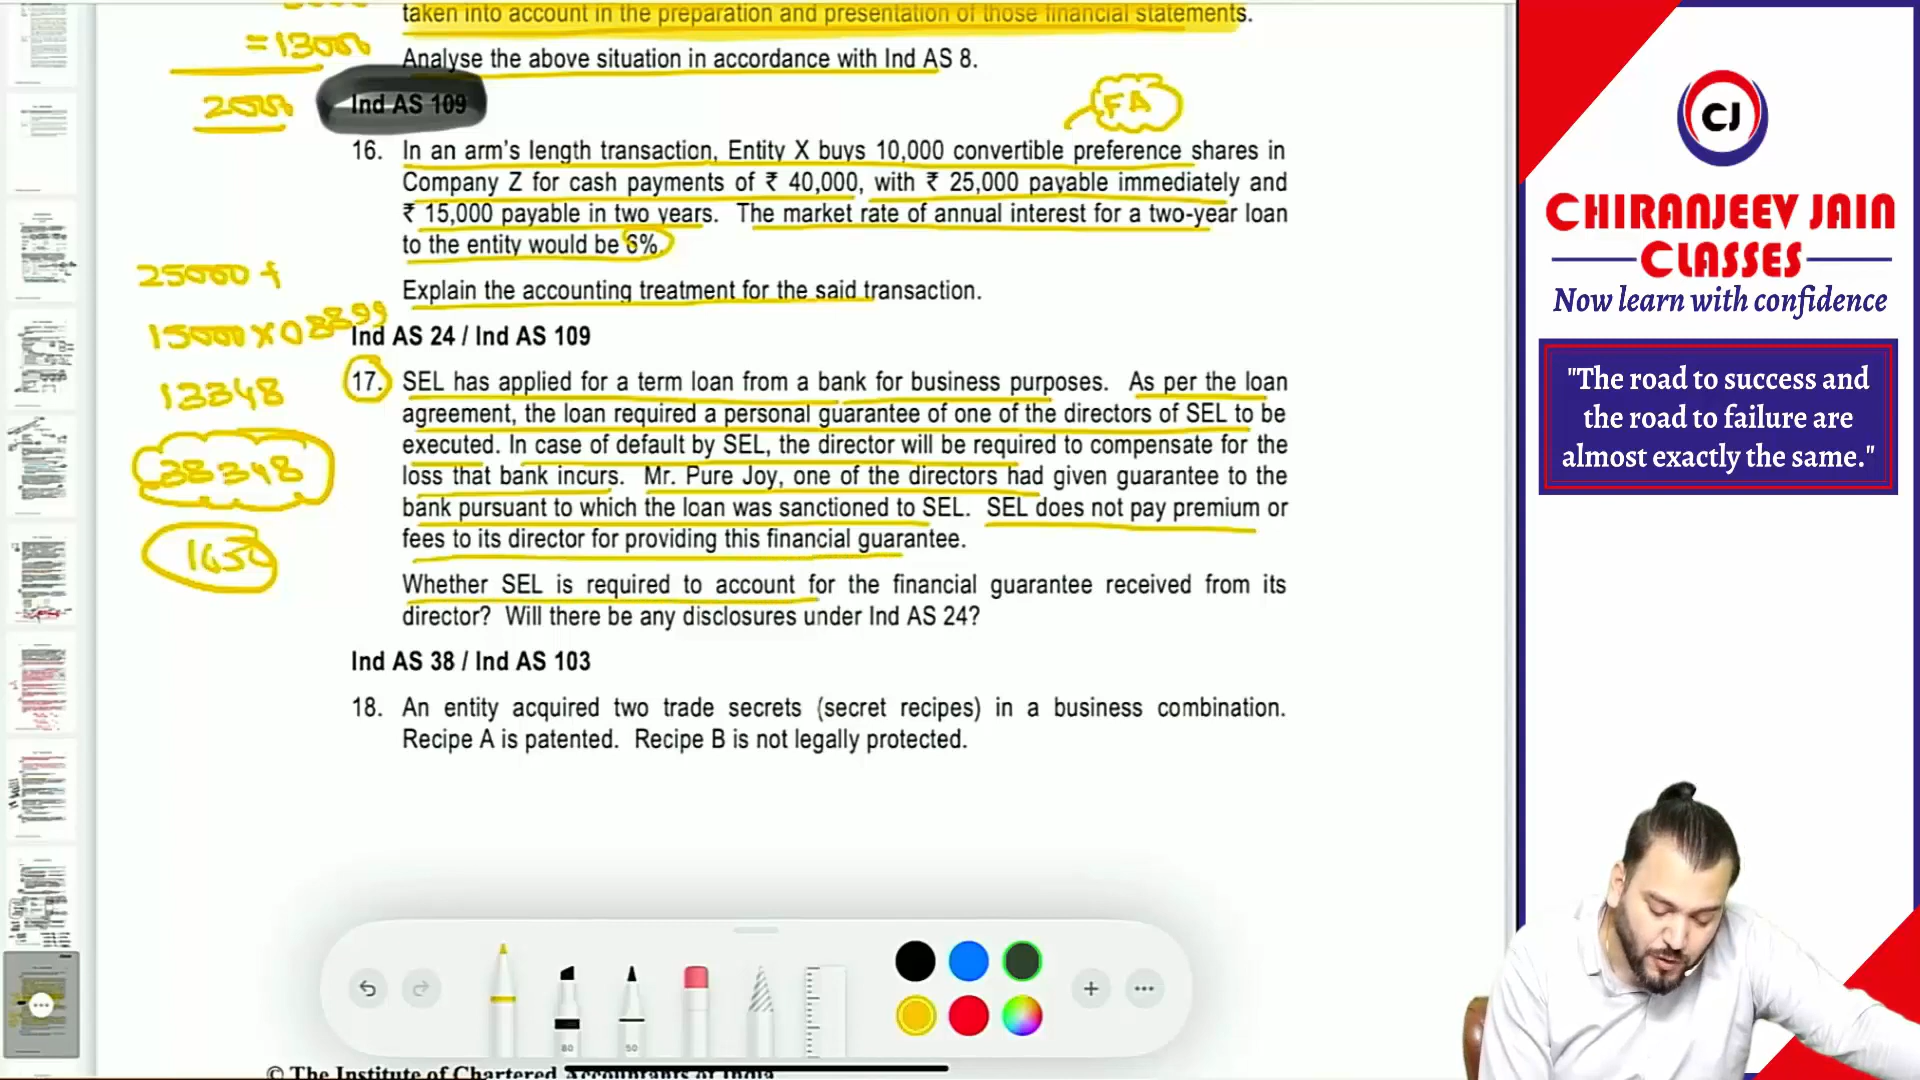 taken into account in the preparation and presentation of those financial statements.
= 13000
Analyse the above situation in accordance with Ind AS 8.
Ind AS 109
FA
16. In an arm's length transaction, Entity X buys 10,000 convertible preference shares in
Company Z for cash payments of ₹ 40,000, with ₹ 25,000 payable immediately and
₹ 15,000 payable in two years. The market rate of annual interest for a two-year loan
to the entity would be 6%.
25000 +
Explain the accounting treatment for the said transaction.
15000 X 0.8899
Ind AS 24 / Ind AS 109
17. SEL has applied for a term loan from a bank for business purposes. As per the loan
agreement, the loan required a personal guarantee of one of the directors of SEL to be
executed. In case of default by SEL, the director will be required to compensate for the
loss that bank incurs. Mr. Pure Joy, one of the directors had given guarantee to the
bank pursuant to which the loan was sanctioned to SEL. SEL does not pay premium or
fees to its director for providing this financial guarantee.
13348
38348
Whether SEL is required to account for the financial guarantee received from its
director? Will there be any disclosures under Ind AS 24?
Ind AS 38 / Ind AS 103
18. An entity acquired two trade secrets (secret recipes) in a business combination.
Recipe A is patented. Recipe B is not legally protected.
80
50
© The Institute of Chartered Accountants of India
CJ
CHIRANJEEV JAIN
CLASSES
Now learn with confidence
"The road to success and
the road to failure are
almost exactly the same."